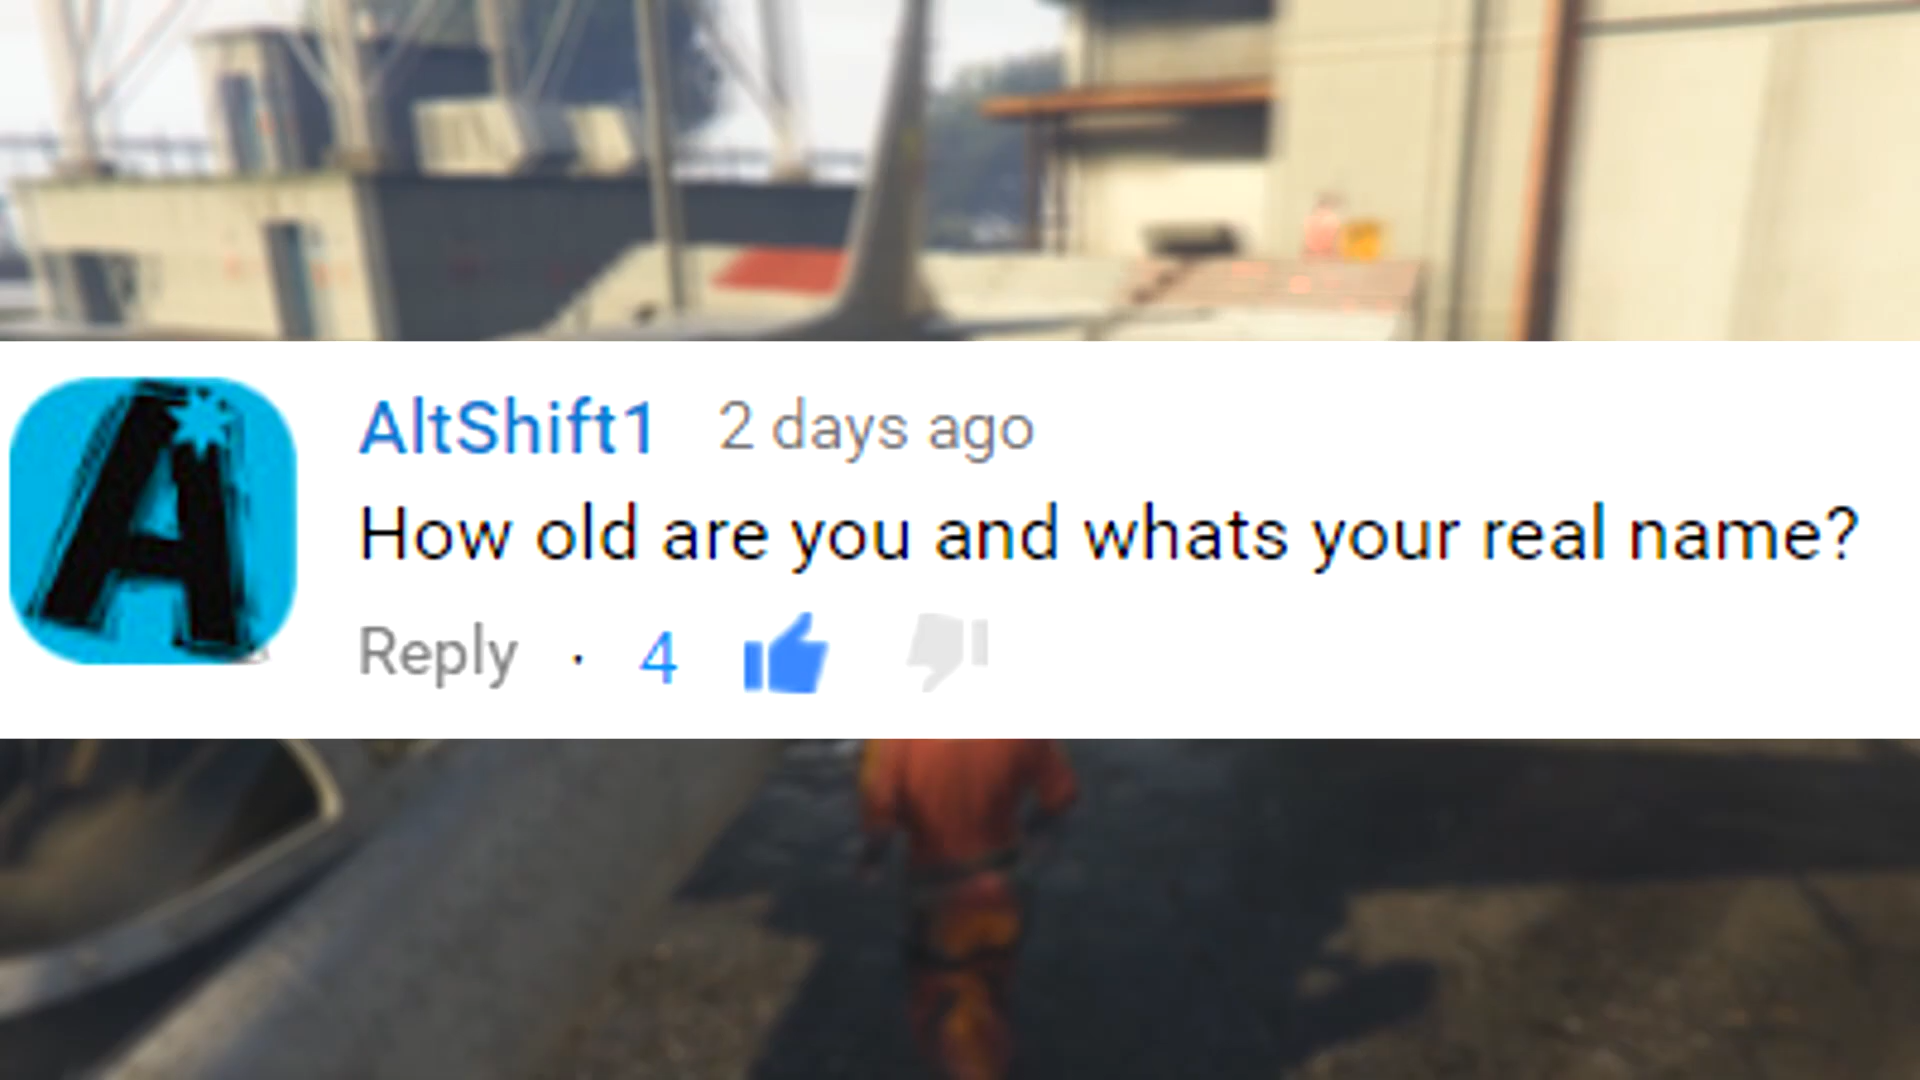 A
AltShift1 2 days ago
How old are you and whats your real name?
Reply · 4